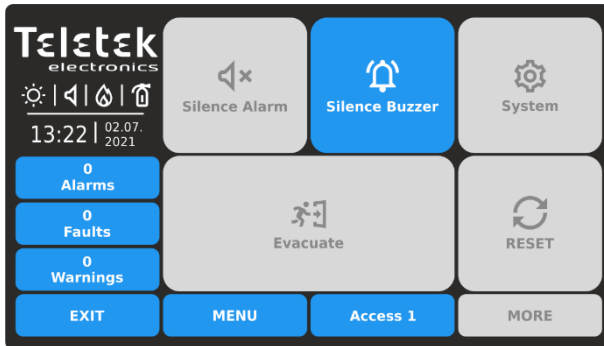 Teletek
electronics
13:22
02.07.
2021
0
Alarms
0
Faults
0
Warnings
Silence Alarm
Silence Buzzer
System
Evacuate
RESET
EXIT
MENU
Access 1
MORE